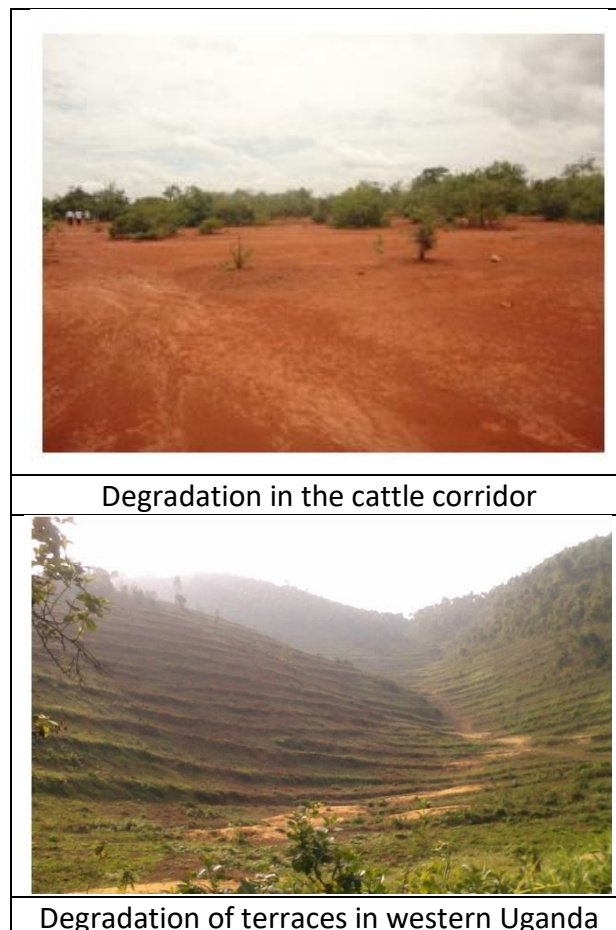 Degradation in the cattle corridor
Degradation of terraces in western Uganda